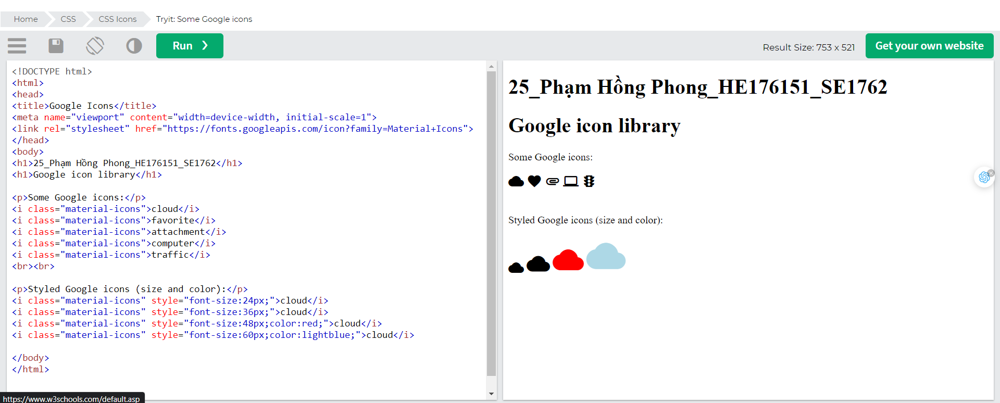 Home CSS CSS Icons Tryit: Some Google icons
Run ❯ Result Size: 753 x 521 Get your own website
<!DOCTYPE html>
<html>
<head>
<title>Google Icons</title>
<meta name="viewport" content="width=device-width, initial-scale=1">
<link rel="stylesheet" href="https://fonts.googleapis.com/icon?family=Material+Icons">
</head>
<body>
<h1>25_Phạm Hồng Phong_HE176151_SE1762</h1>
<h1>Google icon library</h1>
<p>Some Google icons:</p>
<i class="material-icons">cloud</i>
<i class="material-icons">favorite</i>
<i class="material-icons">attachment</i>
<i class="material-icons">computer</i>
<i class="material-icons">traffic</i>
<br><br>
<p>Styled Google icons (size and color):</p>
<i class="material-icons" style="font-size:24px;">cloud</i>
<i class="material-icons" style="font-size:36px;">cloud</i>
<i class="material-icons" style="font-size:48px;color:red;">cloud</i>
<i class="material-icons" style="font-size:60px;color:lightblue;">cloud</i>
</body>
</html>
25_Phạm Hồng Phong_HE176151_SE1762
Google icon library
Some Google icons:
Styled Google icons (size and color):
https://www.w3schools.com/default.asp